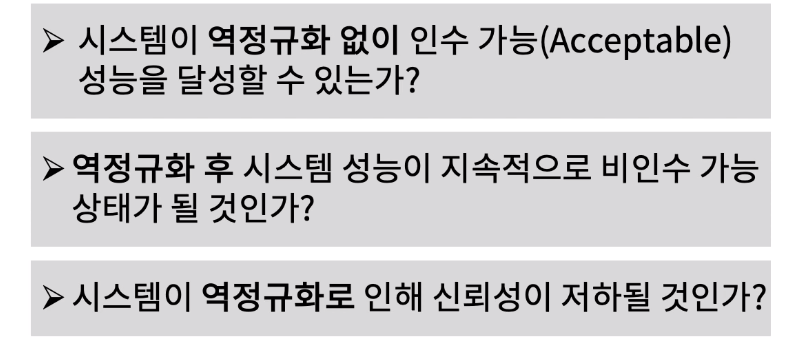 ➢ 시스템이 역정규화 없이 인수 가능(Acceptable)
성능을 달성할 수 있는가?
➢ 역정규화 후 시스템 성능이 지속적으로 비인수 가능
상태가 될 것인가?
➢ 시스템이 역정규화로 인해 신뢰성이 저하될 것인가?